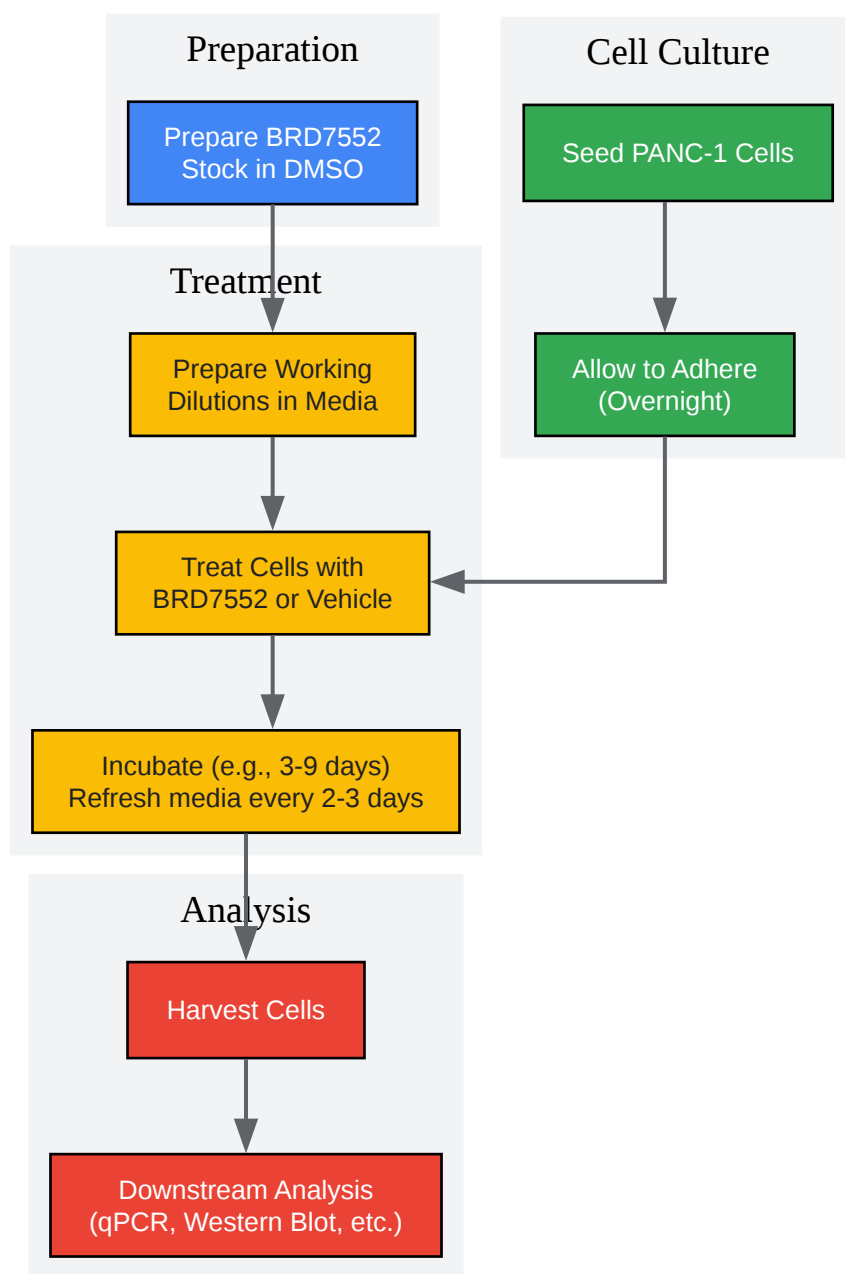 Preparation
Prepare BRD7552
Stock in DMSO
Cell Culture
Seed PANC-1 Cells
Allow to Adhere
(Overnight)
Treatment
Prepare Working
Dilutions in Media
Treat Cells with
BRD7552 or Vehicle
Incubate (e.g., 3-9 days)
Refresh media every 2-3 days
Analysis
Harvest Cells
Downstream Analysis
(qPCR, Western Blot, etc.)